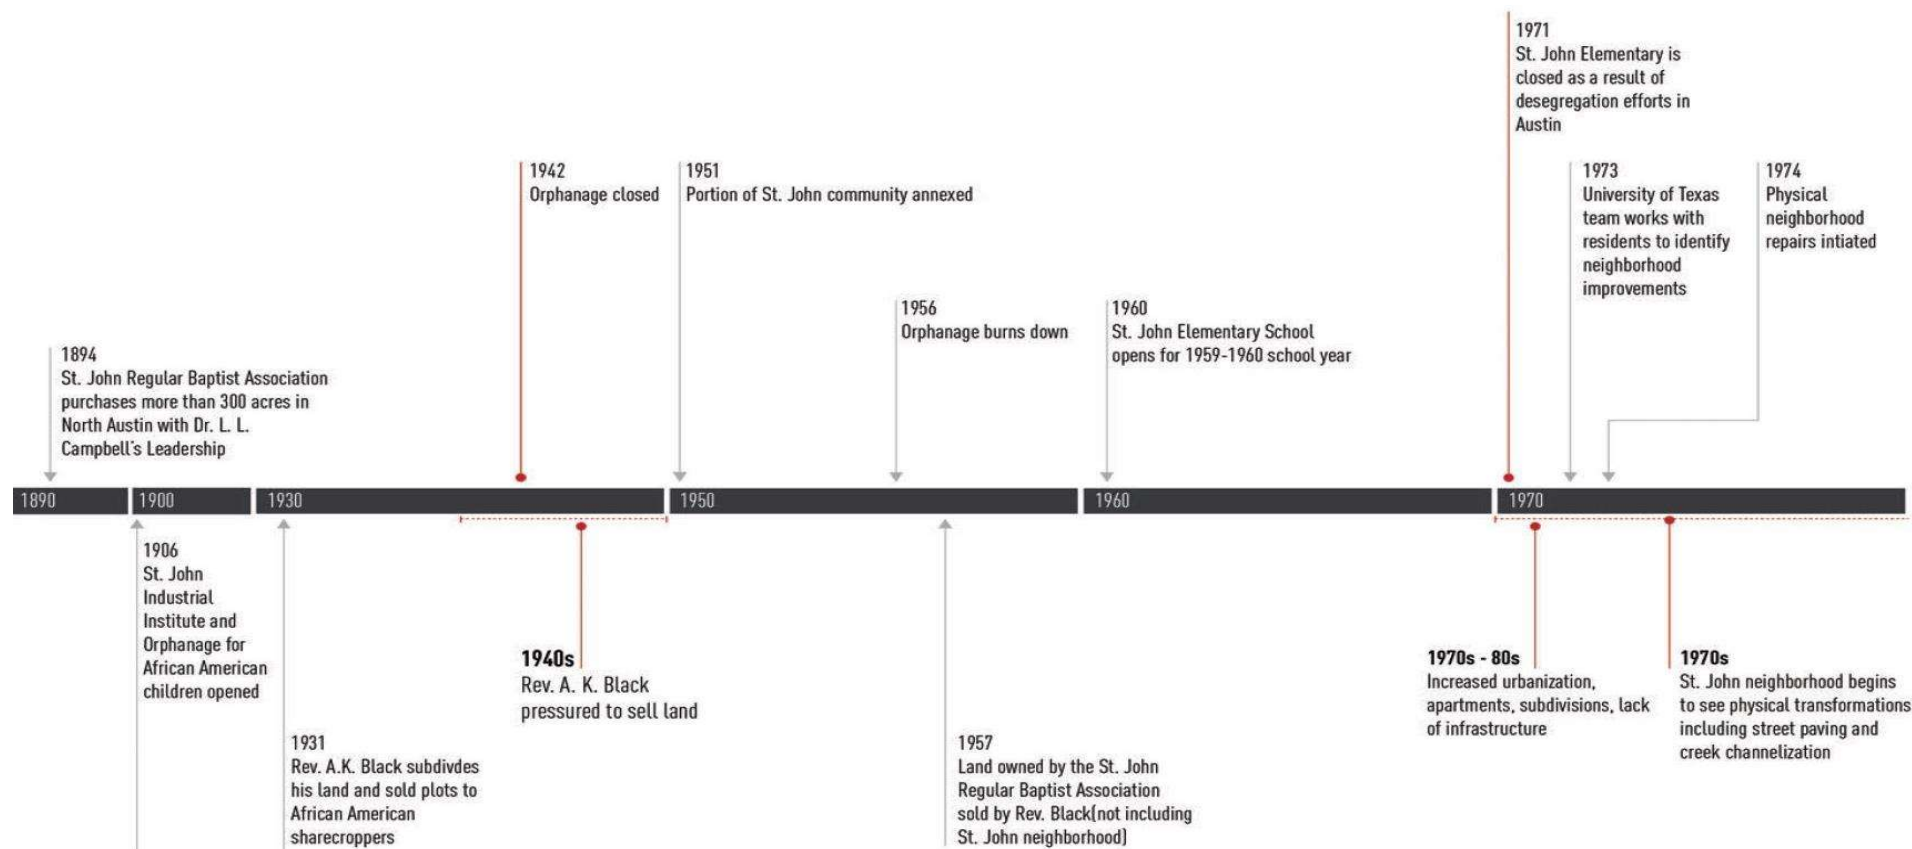 1971
St. John Elementary is
closed as a result of
desegregation efforts in
Austin
1942
Orphanage closed
1951
Portion of St. John community annexed
1973
University of Texas
team works with
residents to identify
neighborhood
improvements
1974
Physical
neighborhood
repairs intiated
1956
Orphanage burns down
1960
St. John Elementary School
opens for 1959-1960 school year
1894
St. John Regular Baptist Association
purchases more than 300 acres in
North Austin with Dr. L. L.
Campbell's Leadership
1890
1900
1930
1950
1960
1970
1906
St. John
Industrial
Institute and
Orphanage for
African American
children opened
1940s
Rev. A. K. Black
pressured to sell land
1970s - 80s
Increased urbanization,
apartments, subdivisions, lack
of infrastructure
1970s
St. John neighborhood begins
to see physical transformations
including street paving and
creek channelization
1931
Rev. A.K. Black subdivdes
his land and sold plots to
African American
sharecroppers
1957
Land owned by the St. John
Regular Baptist Association
sold by Rev. Black(not including
St. John neighborhood)